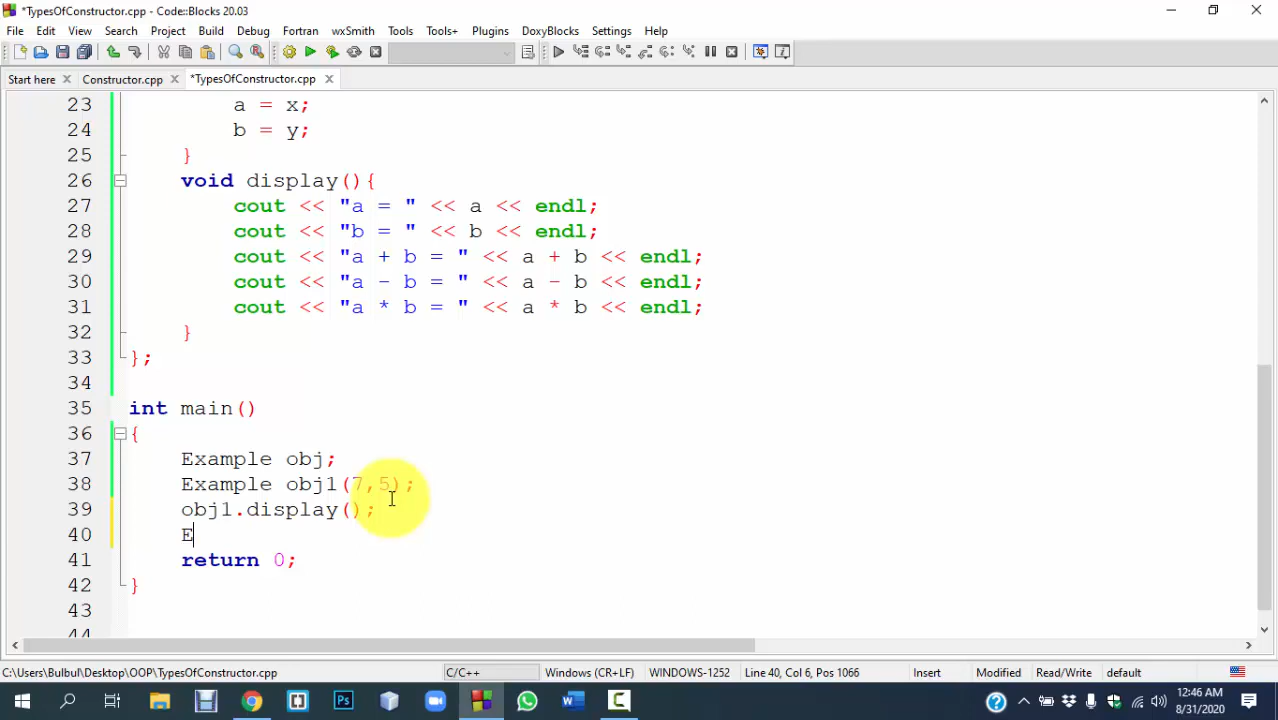 *TypesOfConstructor.cpp - Code::Blocks 20.03
File Edit View Search Project Build Debug Fortran wxSmith Tools Tools+ Plugins DoxyBlocks Settings Help
Start here Constructor.cpp *TypesOfConstructor.cpp
23 a = x;
24 b = y;
25 }
26 void display(){
27 cout << "a = " << a << endl;
28 cout << "b = " << b << endl;
29 cout << "a + b = " << a + b << endl;
30 cout << "a - b = " << a - b << endl;
31 cout << "a * b = " << a * b << endl;
32 }
33 };
34
35 int main()
36 {
37 Example obj;
38 Example obj1(7,5);
39 obj1.display();
40 E
41 return 0;
42 }
43
44
C:\Users\Bulbul\Desktop\OOP\TypesOfConstructor.cpp C/C++ Windows (CR+LF) WINDOWS-1252 Line 40, Col 6, Pos 1066 Insert Modified Read/Write default
12:46 AM
8/31/2020